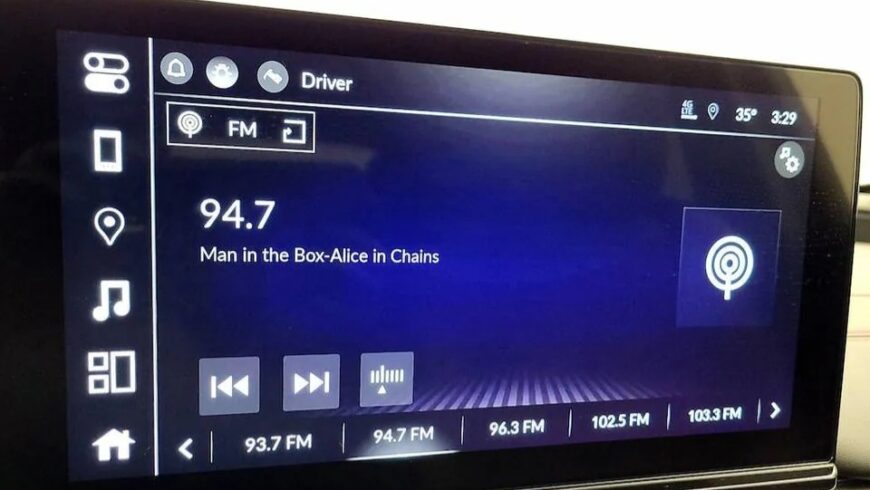 Driver
4G
LTE
35° 3:29
FM
94.7
Man in the Box-Alice in Chains
93.7 FM 94.7 FM 96.3 FM 102.5 FM 103.3 FM